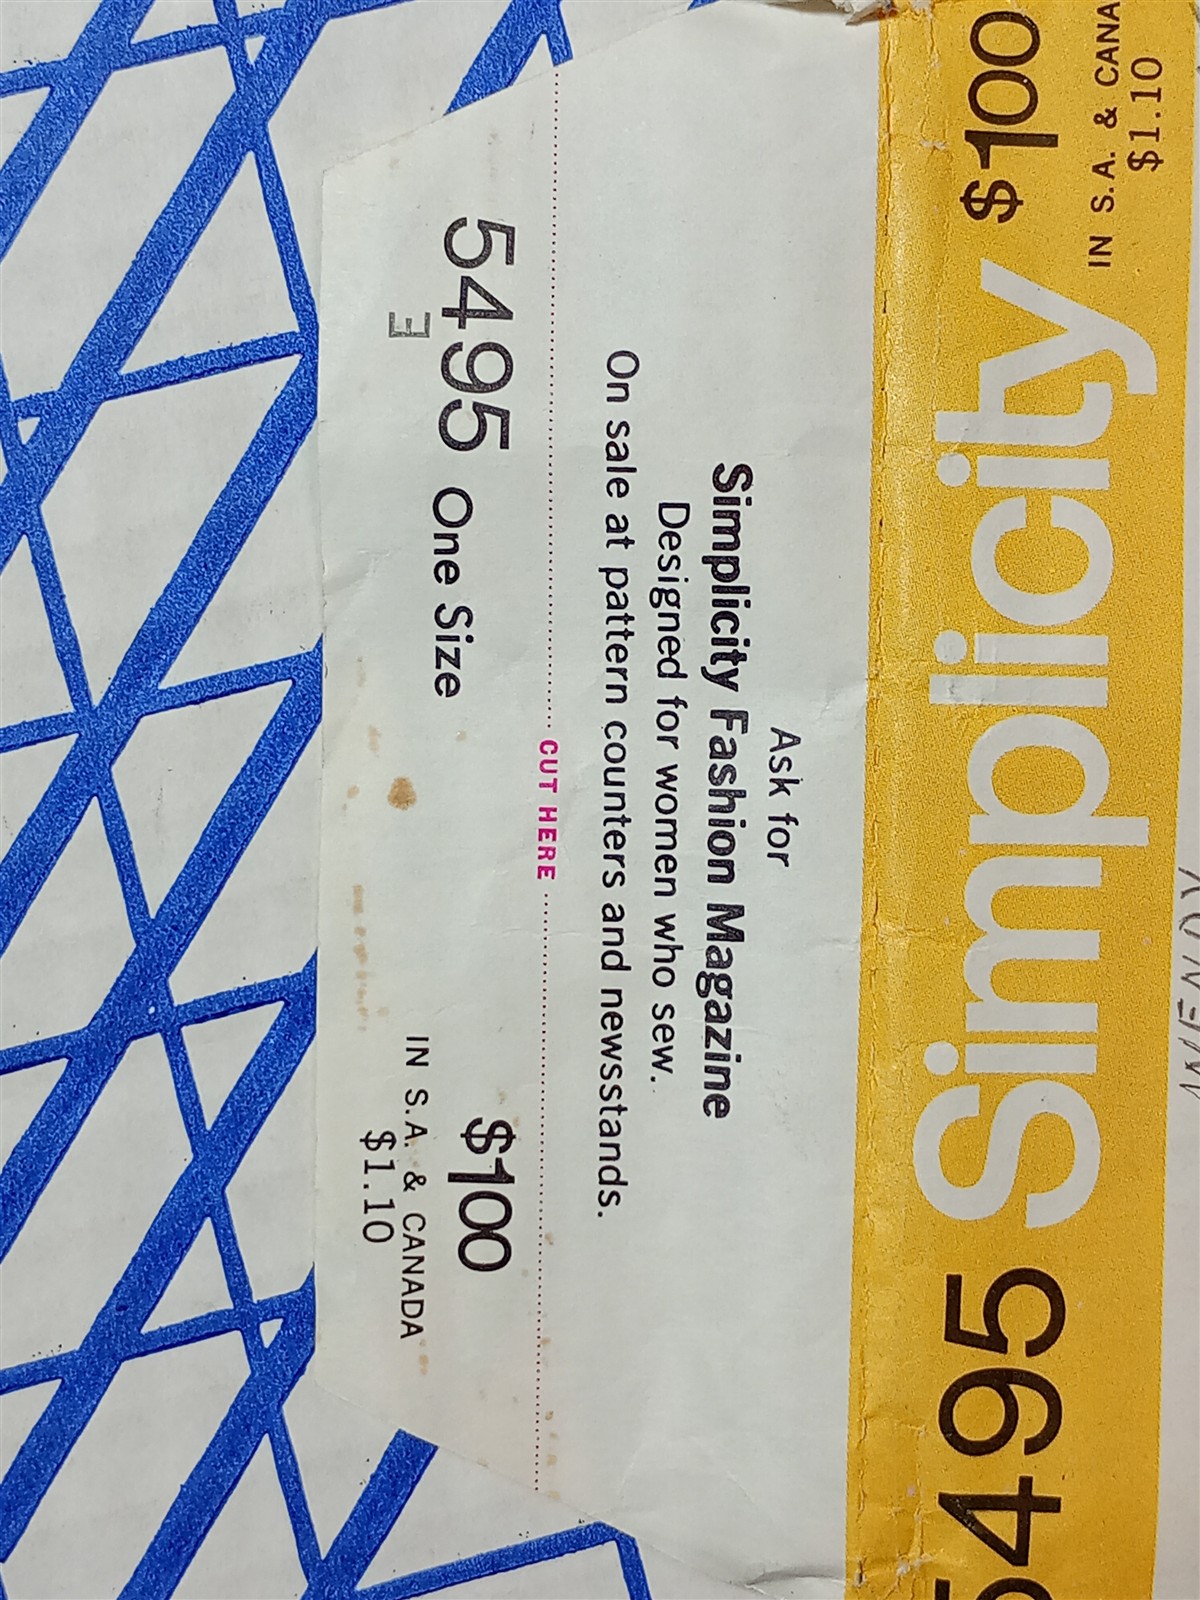 Ask for
Simplicity Fashion Magazine
Designed for women who sew.
On sale at pattern counters and newsstands.
CUT HERE
5495 One Size
E
$100
IN S.A. & CANADA
$1.10
5495 Simplicity $100
IN S.A. & CANA
$1.10